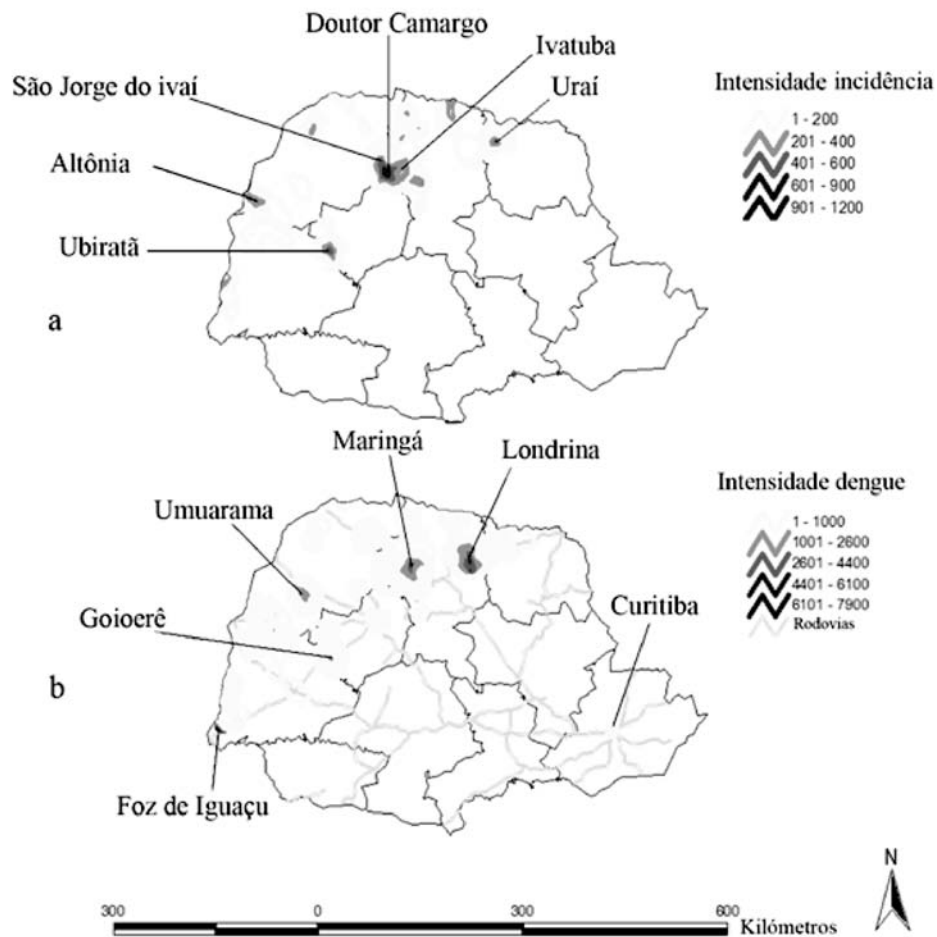 Doutor Camargo
Ivatuba
São Jorge do ivaí
Uraí
Altônia
Ubiratã
a
Intensidade incidência
1 - 200
201 - 400
401 - 600
601 - 900
901 - 1200
Maringá
Londrina
Umuarama
Goioerê
Curitiba
b
Foz de Iguaçu
Intensidade dengue
1 - 1000
1001 - 2600
2601 - 4400
4401 - 6100
6101 - 7900
Rodovias
N
300 0 300 600
Kilómetros